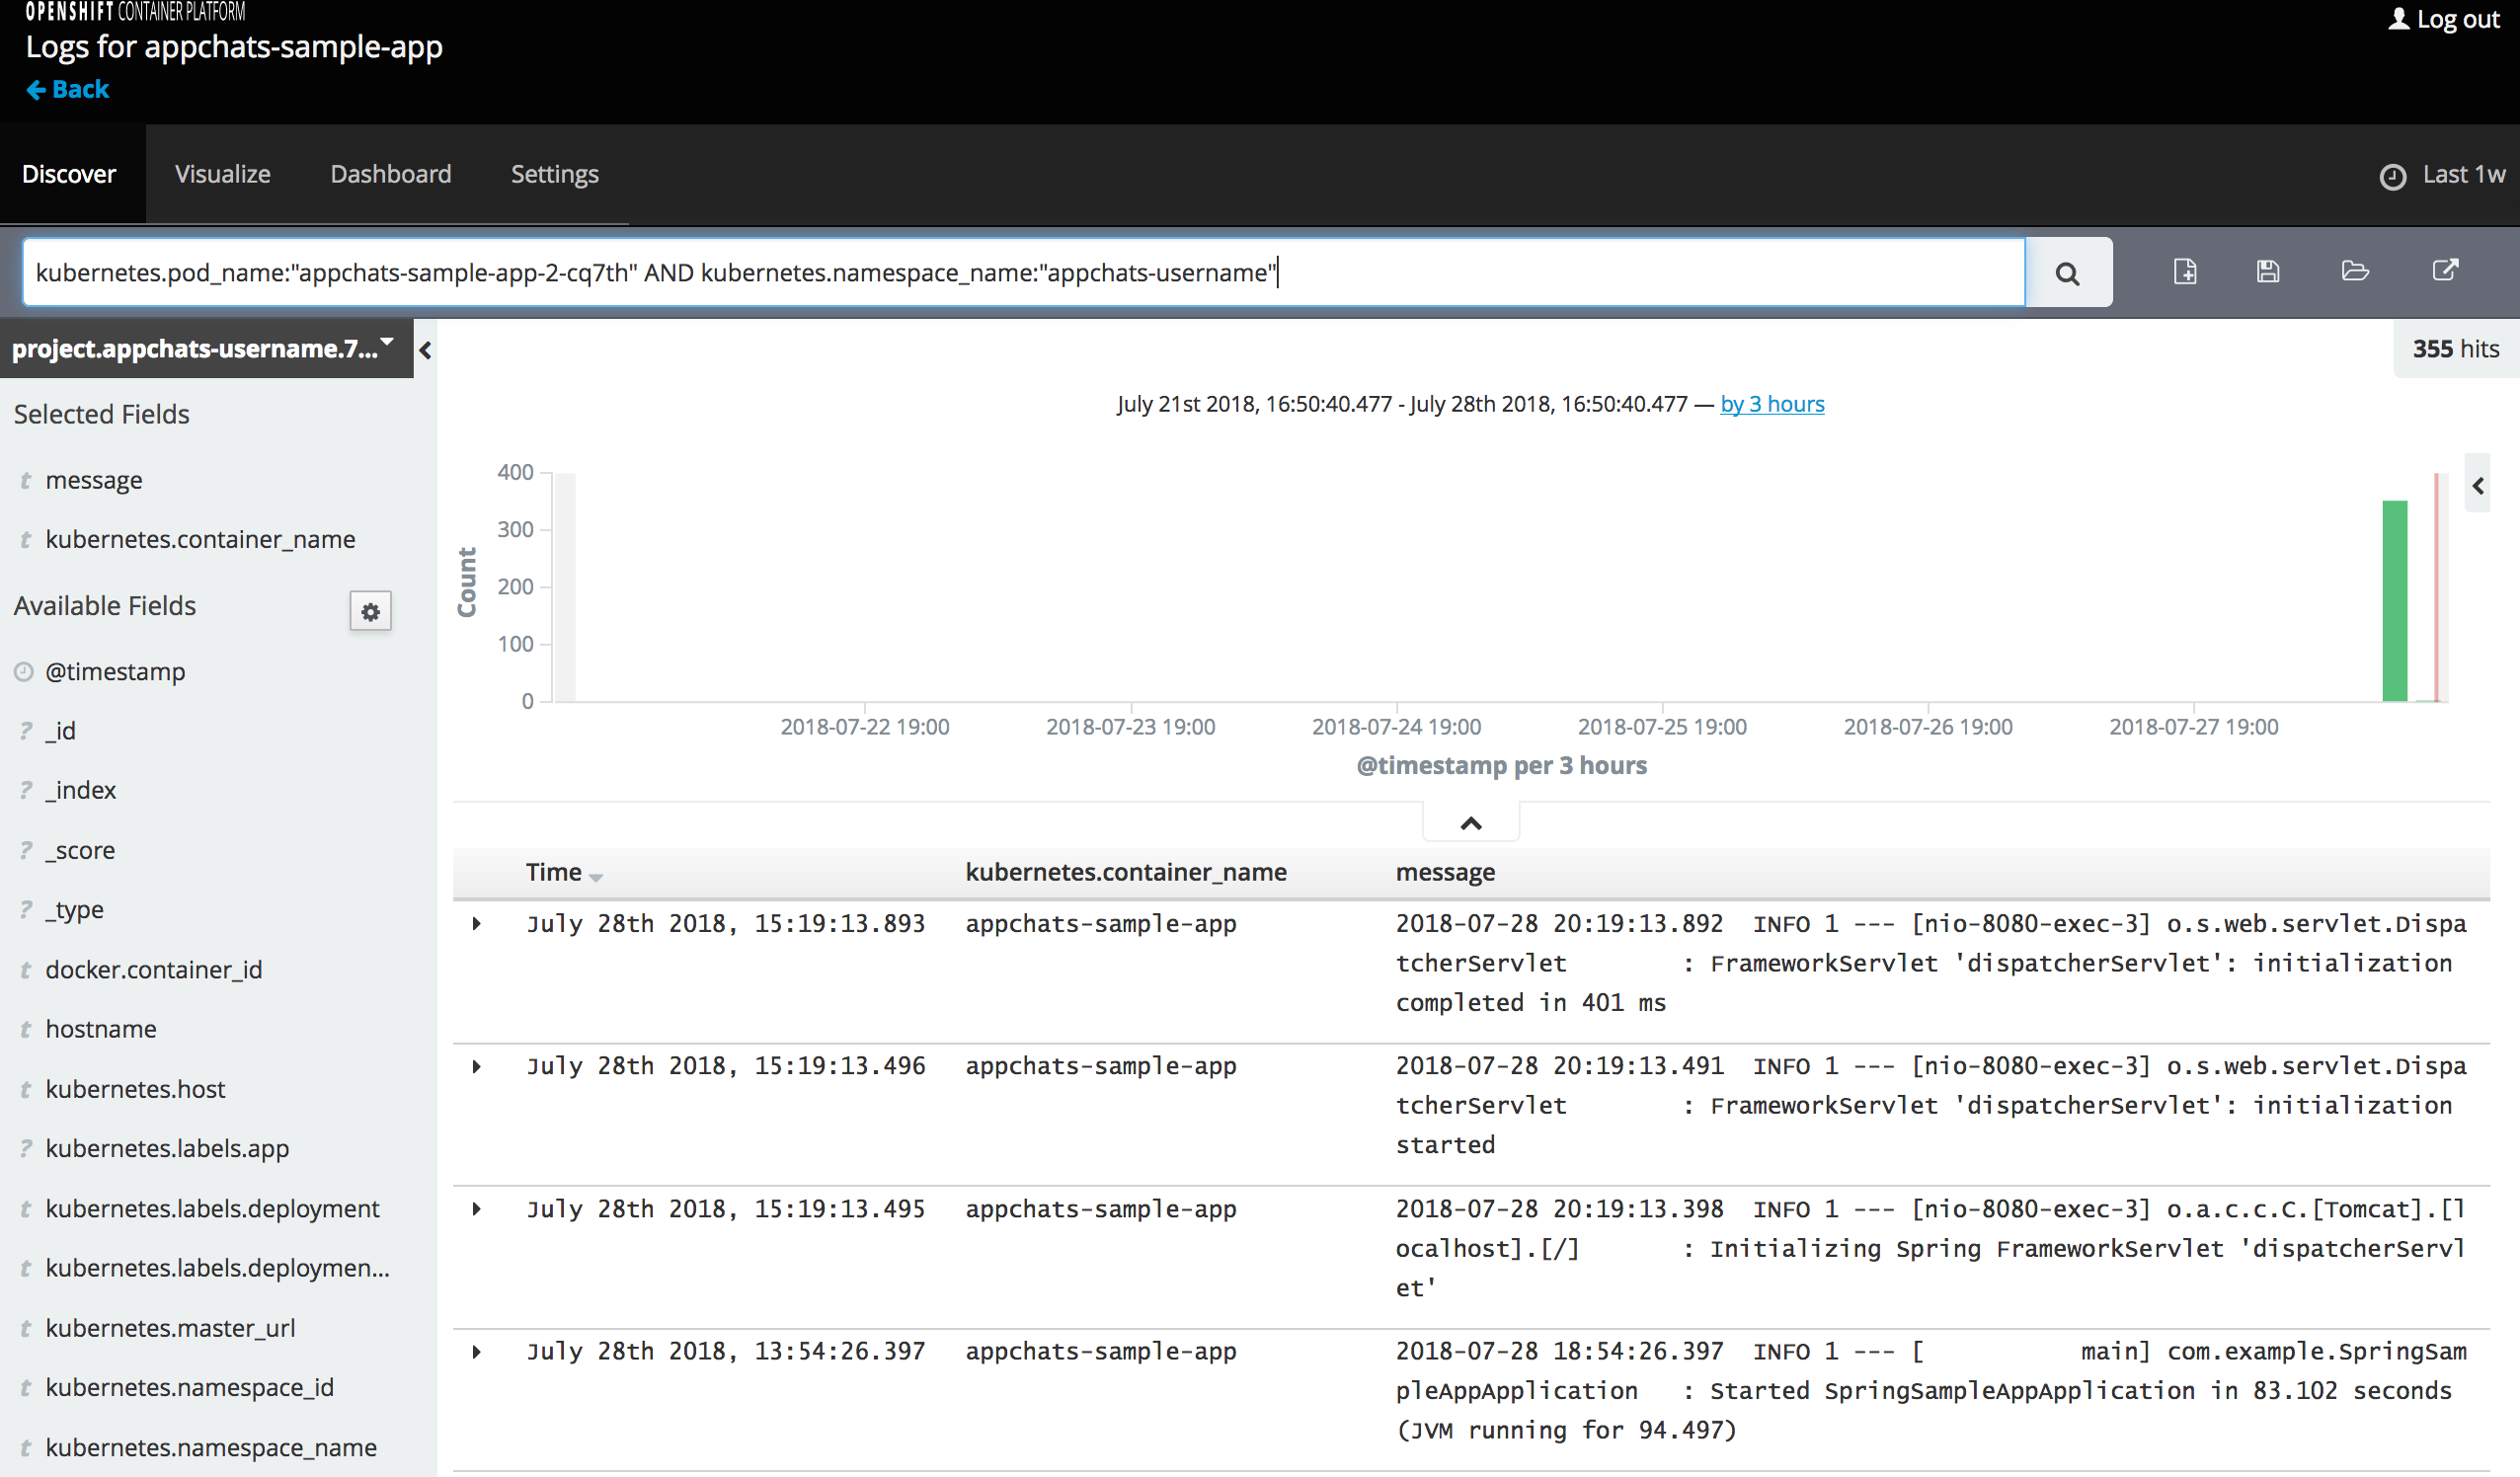 OPENSHIFT CONTAINER PLATFORM
Logs for appchats-sample-app
Log out
Back
Discover Visualize Dashboard Settings Last 1w
kubernetes.pod_name:"appchats-sample-app-2-cq7th" AND kubernetes.namespace_name:"appchats-username"
project.appchats-username.7...
355 hits
Selected Fields
t message
t kubernetes.container_name
Available Fields
@timestamp
? _id
? _index
? _score
? _type
t docker.container_id
t hostname
t kubernetes.host
? kubernetes.labels.app
t kubernetes.labels.deployment
t kubernetes.labels.deploymen...
t kubernetes.master_url
t kubernetes.namespace_id
t kubernetes.namespace_name
July 21st 2018, 16:50:40.477 - July 28th 2018, 16:50:40.477 — by 3 hours
Count
400
300
200
100
0
2018-07-22 19:00 2018-07-23 19:00 2018-07-24 19:00 2018-07-25 19:00 2018-07-26 19:00 2018-07-27 19:00
@timestamp per 3 hours
Time kubernetes.container_name message
July 28th 2018, 15:19:13.893 appchats-sample-app 2018-07-28 20:19:13.892 INFO 1 --- [nio-8080-exec-3] o.s.web.servlet.Dispa
tcherServlet : FrameworkServlet 'dispatcherServlet': initialization
completed in 401 ms
July 28th 2018, 15:19:13.496 appchats-sample-app 2018-07-28 20:19:13.491 INFO 1 --- [nio-8080-exec-3] o.s.web.servlet.Dispa
tcherServlet : FrameworkServlet 'dispatcherServlet': initialization
started
July 28th 2018, 15:19:13.495 appchats-sample-app 2018-07-28 20:19:13.398 INFO 1 --- [nio-8080-exec-3] o.a.c.c.C.[Tomcat].[l
ocalhost].[/] : Initializing Spring FrameworkServlet 'dispatcherServl
et'
July 28th 2018, 13:54:26.397 appchats-sample-app 2018-07-28 18:54:26.397 INFO 1 --- [ main] com.example.SpringSam
pleAppApplication : Started SpringSampleAppApplication in 83.102 seconds
(JVM running for 94.497)